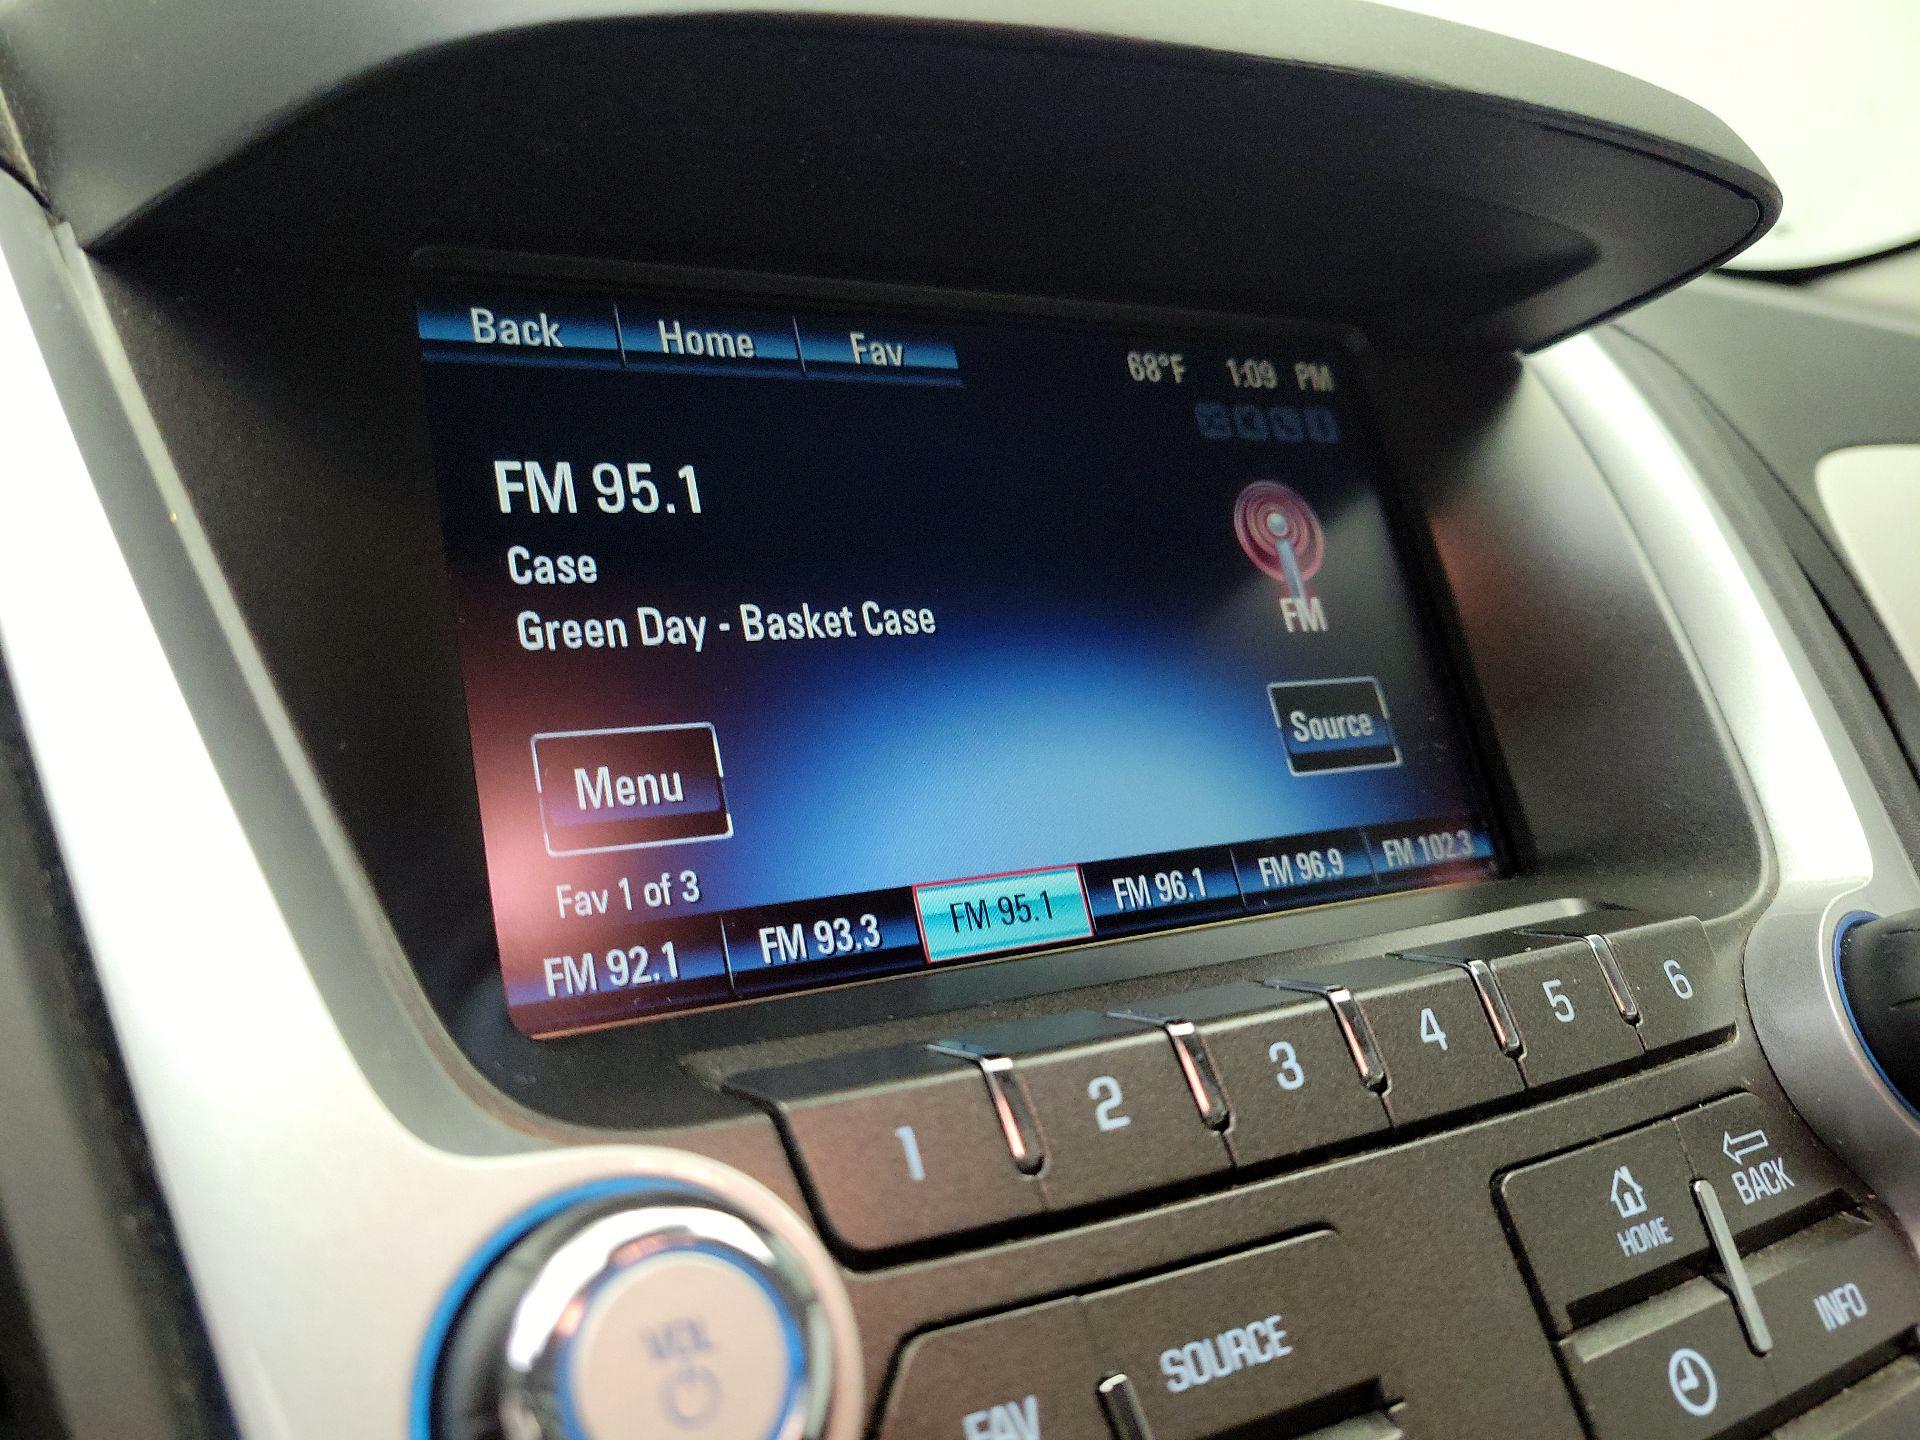 Back Home Fav 68°F 1:09 PM
FM 95.1
Case
Green Day - Basket Case
FM
Menu
Source
Fav 1 of 3
FM 92.1 FM 93.3 FM 95.1 FM 96.1 FM 96.9 FM 102.3
1 2 3 4 5 6
HOME
BACK
INFO
VOL
FAV
SOURCE